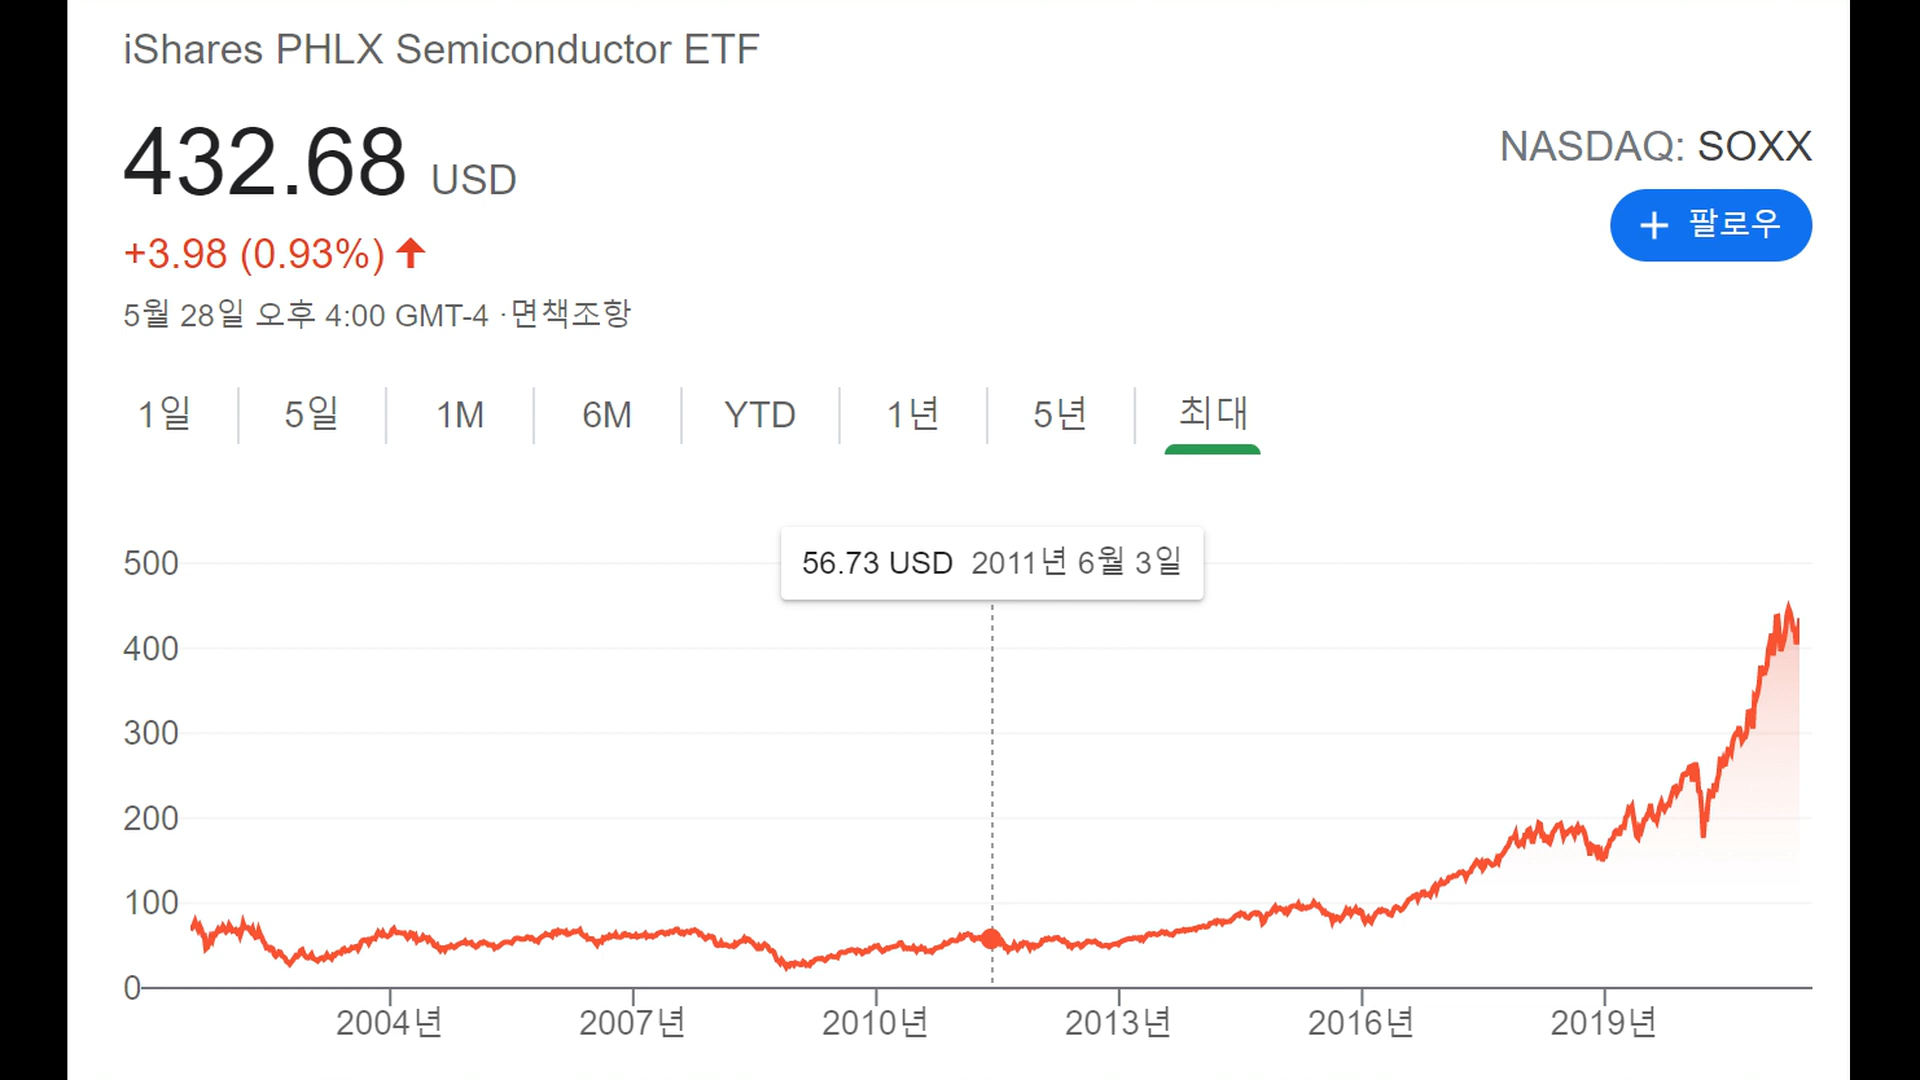 iShares PHLX Semiconductor ETF
432.68 USD
NASDAQ: SOXX
+ 팔로우
+3.98 (0.93%)
5월 28일 오후 4:00 GMT-4 ·면책조항
1일 5일 1M 6M YTD 1년 5년 최대
56.73 USD 2011년 6월 3일
500
400
300
200
100
0
2004년 2007년 2010년 2013년 2016년 2019년